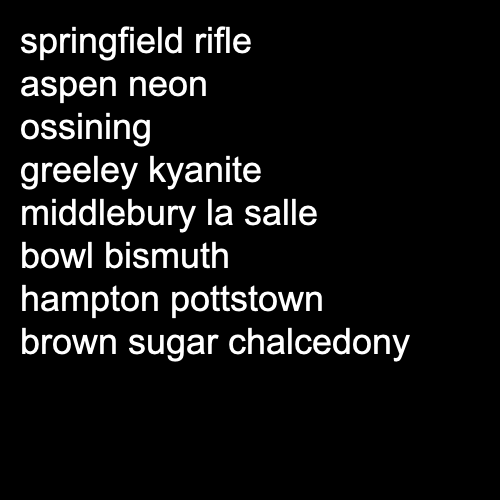 springfield rifle
aspen neon
ossining
greeley kyanite
middlebury la salle
bowl bismuth
hampton pottstown
brown sugar chalcedony